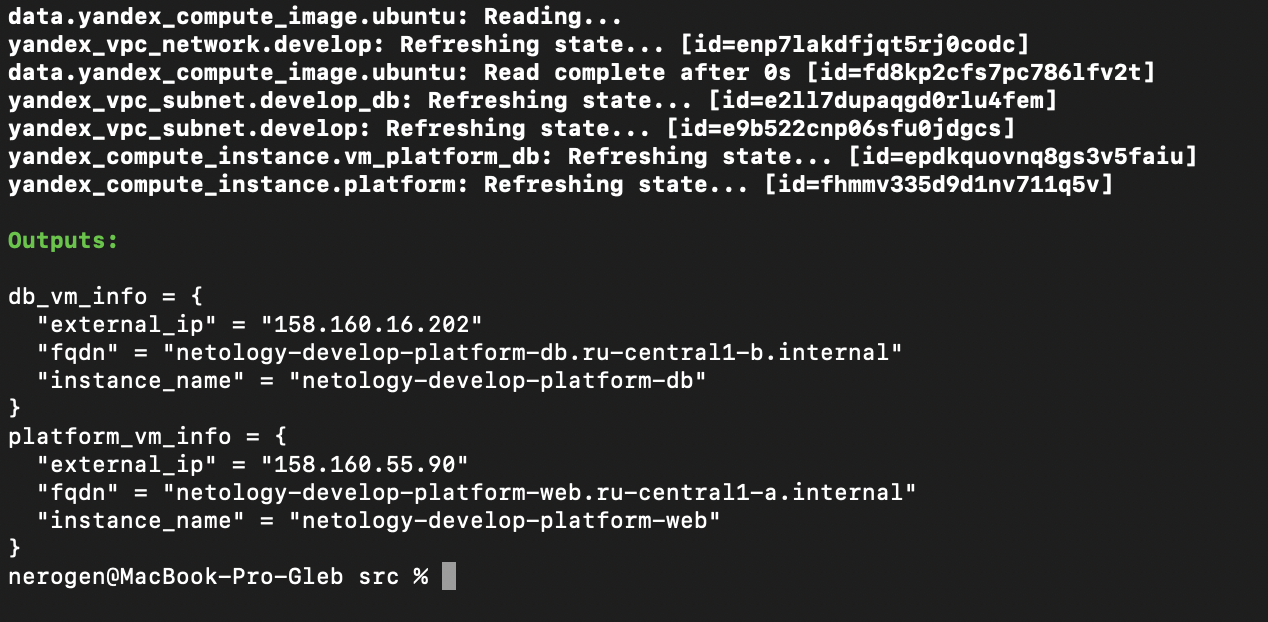 data.yandex_compute_image.ubuntu: Reading...
yandex_vpc_network.develop: Refreshing state... [id=enp7lakdfjqt5rj0codc]
data.yandex_compute_image.ubuntu: Read complete after 0s [id=fd8kp2cfs7pc786lfv2t]
yandex_vpc_subnet.develop_db: Refreshing state... [id=e2ll7dupaqgd0rlu4fem]
yandex_vpc_subnet.develop: Refreshing state... [id=e9b522cnp06sfu0jdgcs]
yandex_compute_instance.vm_platform_db: Refreshing state... [id=epdkquovnq8gs3v5faiu]
yandex_compute_instance.platform: Refreshing state... [id=fhmmv335d9d1nv711q5v]

Outputs:

db_vm_info = {
  "external_ip" = "158.160.16.202"
  "fqdn" = "netology-develop-platform-db.ru-central1-b.internal"
  "instance_name" = "netology-develop-platform-db"
}
platform_vm_info = {
  "external_ip" = "158.160.55.90"
  "fqdn" = "netology-develop-platform-web.ru-central1-a.internal"
  "instance_name" = "netology-develop-platform-web"
}
nerogen@MacBook-Pro-Gleb src %